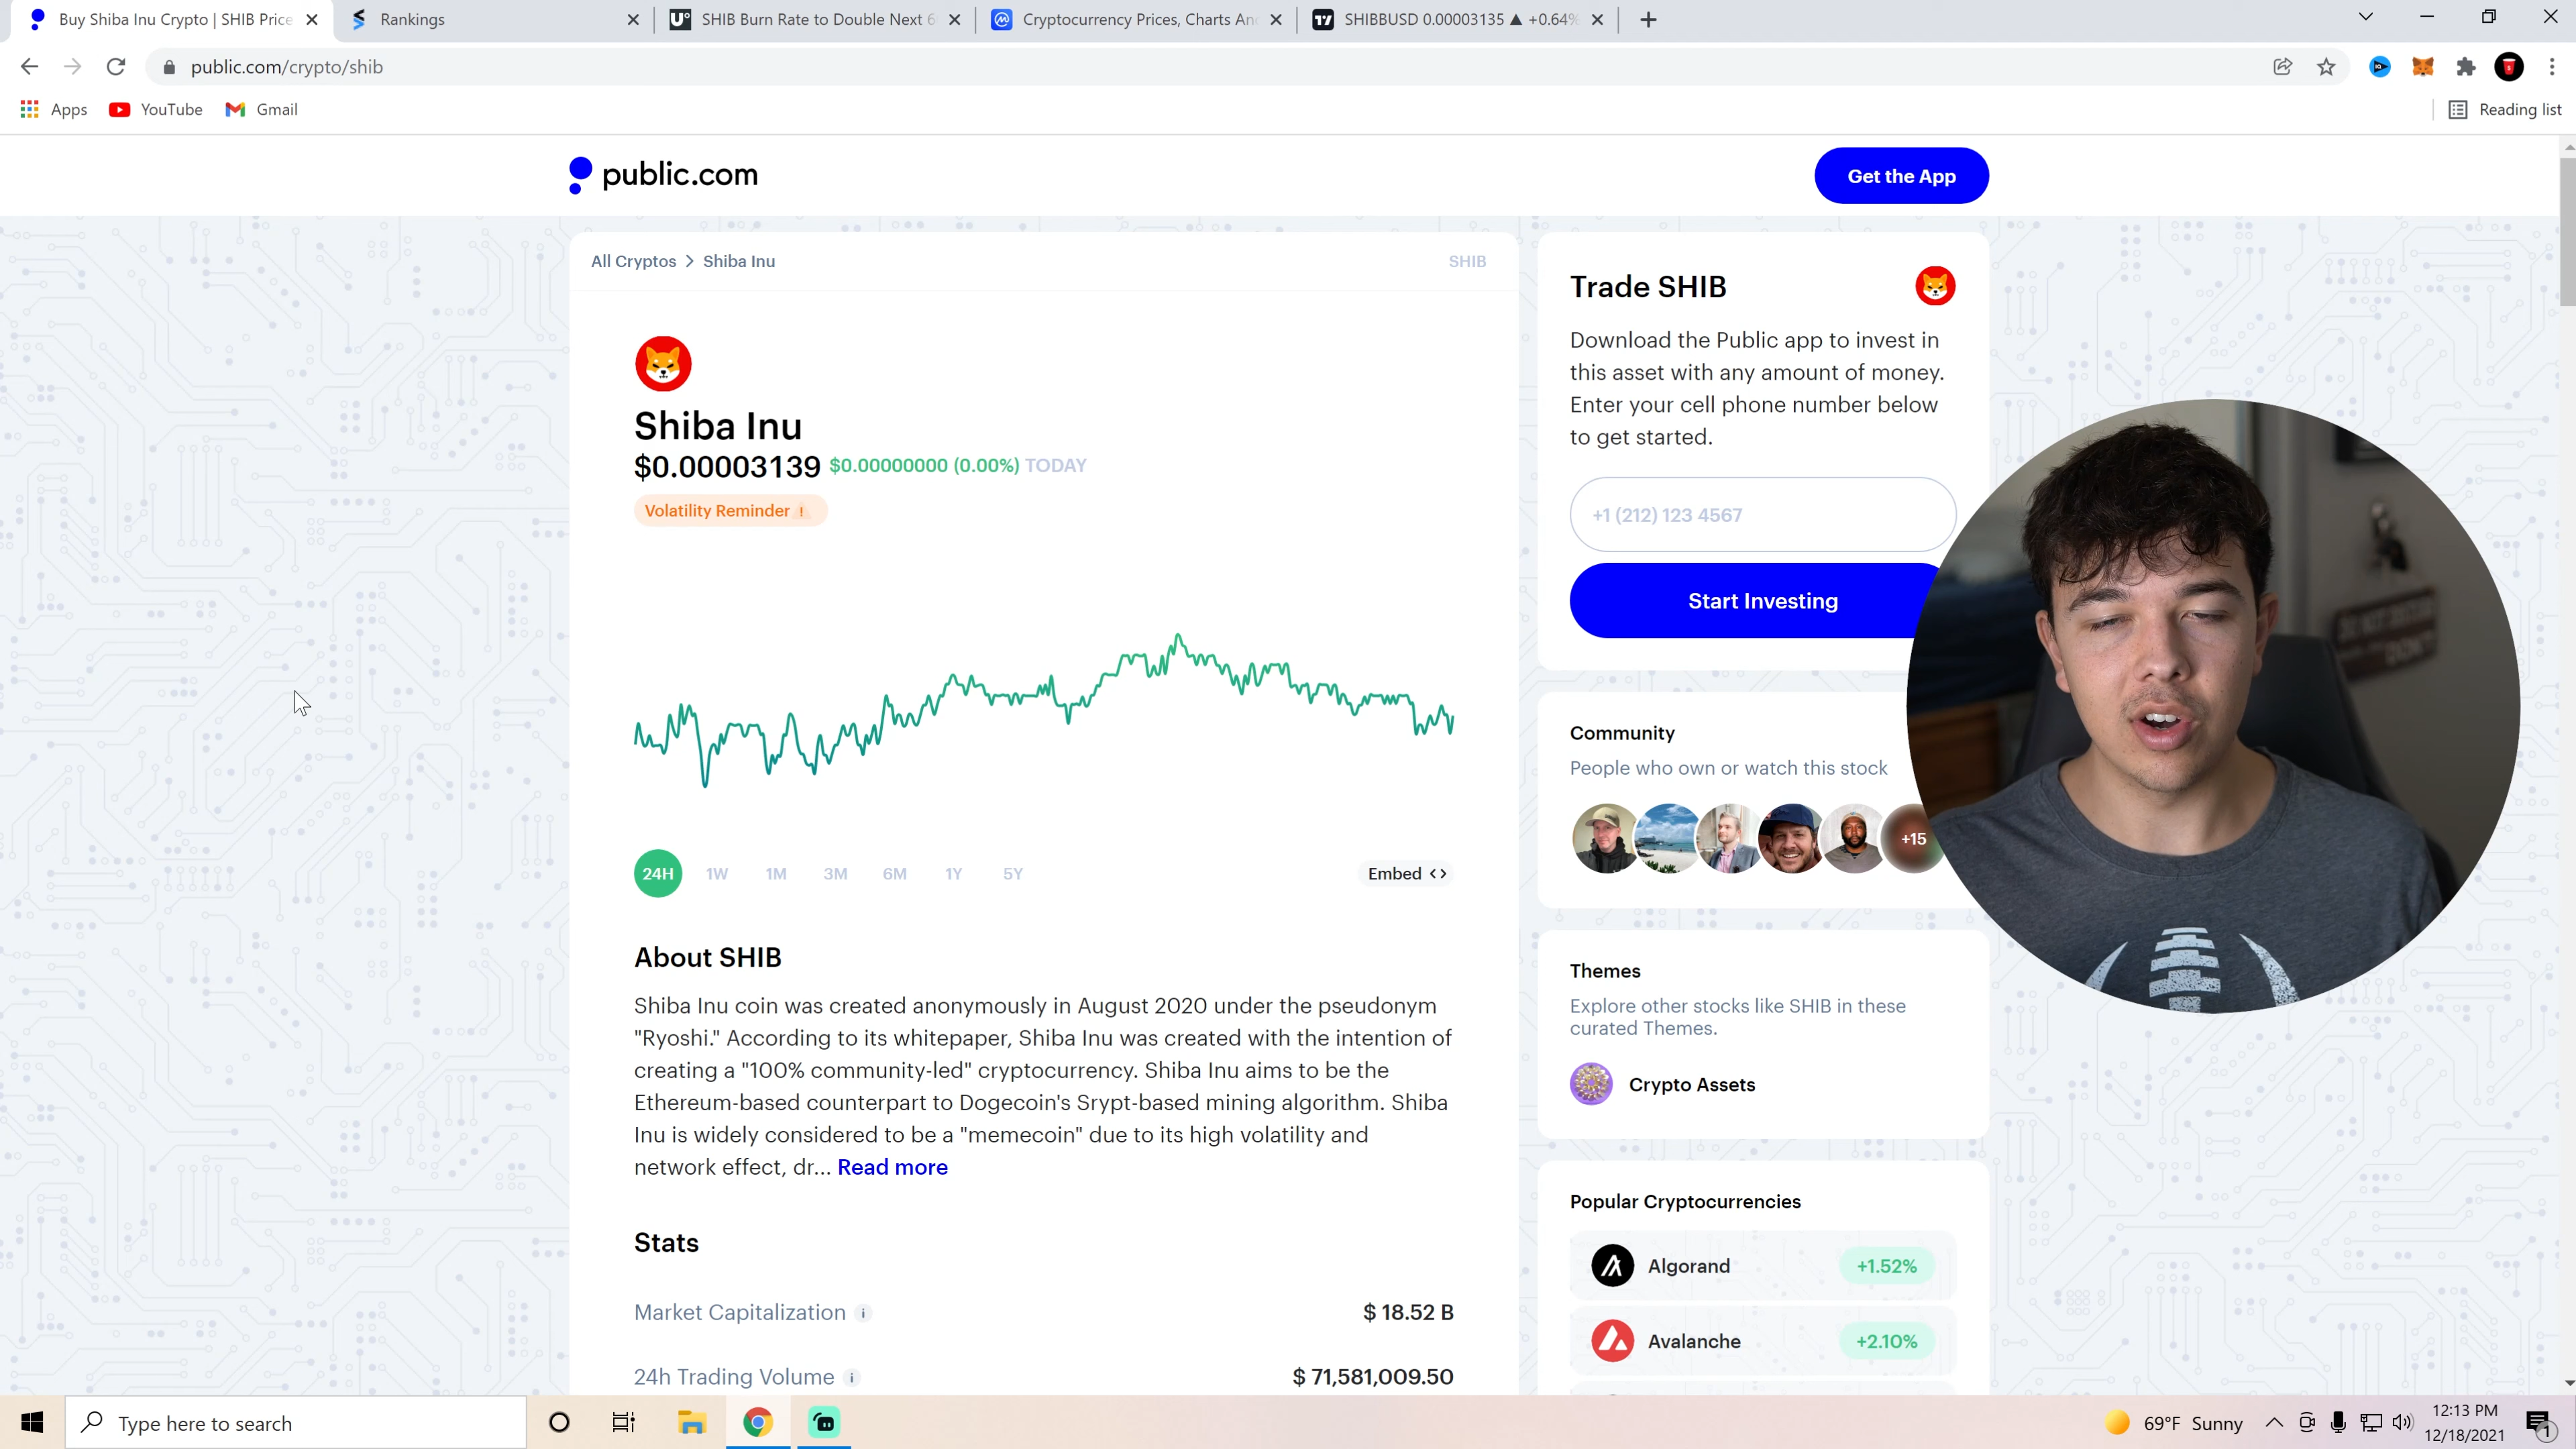 Buy Shiba Inu Crypto | SHIB Price
Rankings
SHIB Burn Rate to Double Next 6
Cryptocurrency Prices, Charts An
SHIBBUSD 0.00003135 ▲ +0.64%
public.com/crypto/shib
Apps
YouTube
Gmail
Reading list
public.com
Get the App
All Cryptos > Shiba Inu
SHIB
Shiba Inu
$0.00003139 $0.00000000 (0.00%) TODAY
Volatility Reminder !
24H 1W 1M 3M 6M 1Y 5Y
Embed <>
About SHIB
Shiba Inu coin was created anonymously in August 2020 under the pseudonym
"Ryoshi." According to its whitepaper, Shiba Inu was created with the intention of
creating a "100% community-led" cryptocurrency. Shiba Inu aims to be the
Ethereum-based counterpart to Dogecoin's Srypt-based mining algorithm. Shiba
Inu is widely considered to be a "memecoin" due to its high volatility and
network effect, dr... Read more
Stats
Market Capitalization i
$ 18.52 B
24h Trading Volume i
$ 71,581,009.50
Trade SHIB
Download the Public app to invest in
this asset with any amount of money.
Enter your cell phone number below
to get started.
+1 (212) 123 4567
Start Investing
Community
People who own or watch this stock
+15
Themes
Explore other stocks like SHIB in these
curated Themes.
Crypto Assets
Popular Cryptocurrencies
Algorand
+1.52%
Avalanche
+2.10%
Type here to search
69°F Sunny
12:13 PM
12/18/2021
1